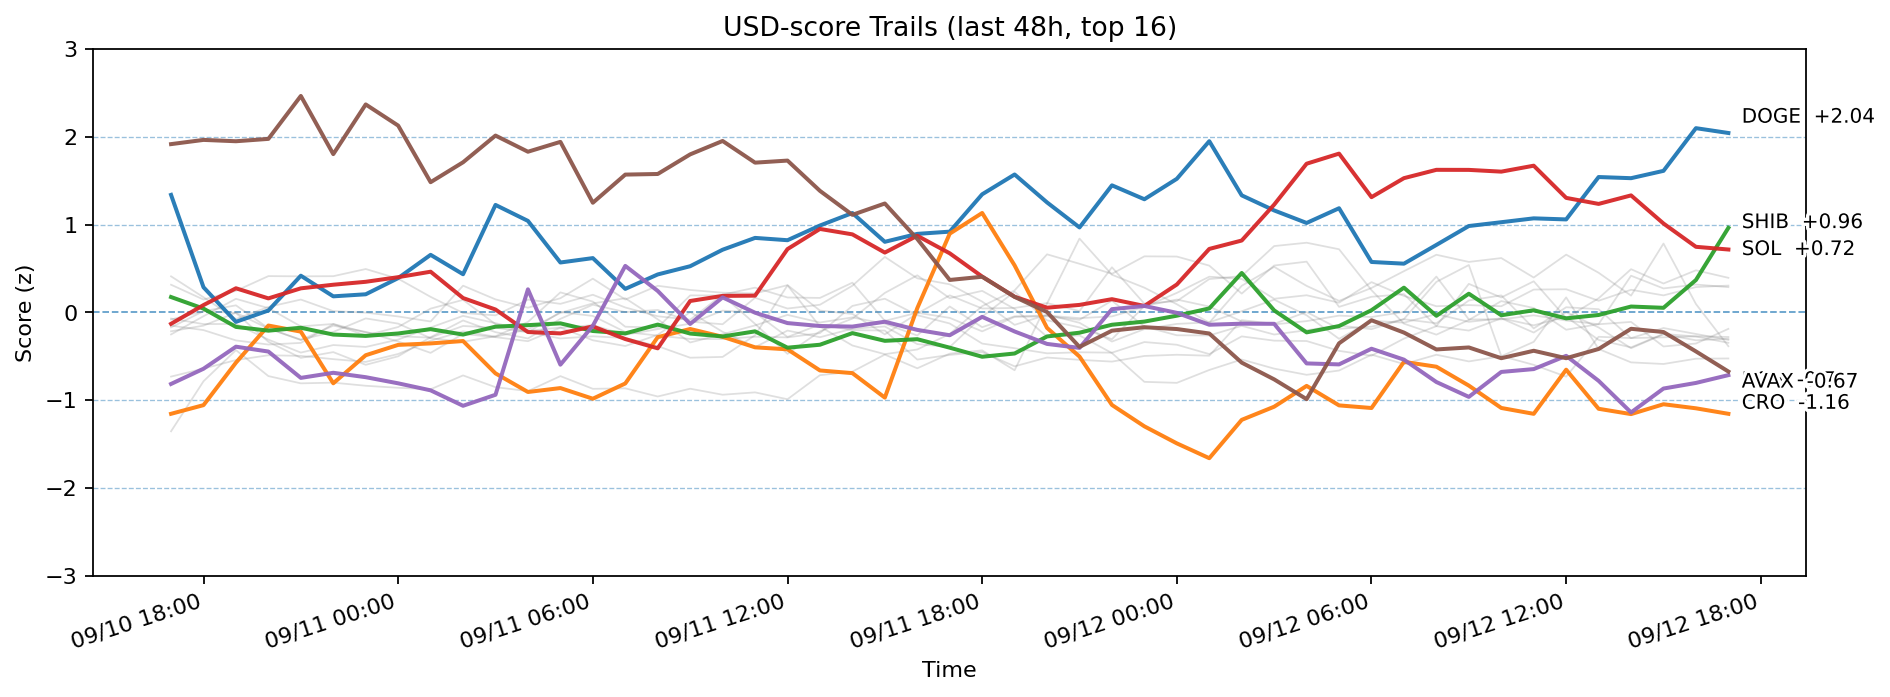 USD-score Trails (last 48h, top 16)
3
2
1
0
−1
−2
−3
Score (z)
DOGE +2.04
SHIB +0.96
SOL +0.72
AVAX -0.67
CRO -1.16
09/10 18:00
09/11 00:00
09/11 06:00
09/11 12:00
09/11 18:00
09/12 00:00
09/12 06:00
09/12 12:00
09/12 18:00
Time